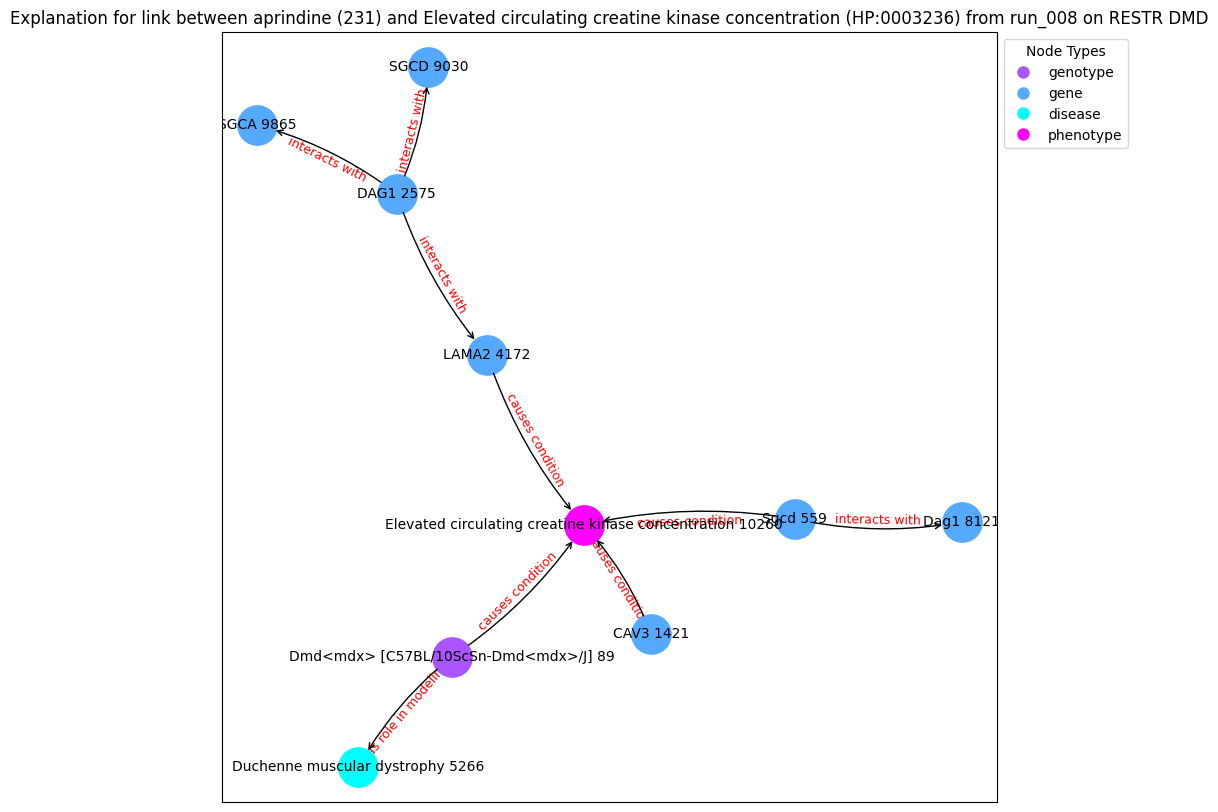 Explanation for link between aprindine (231) and Elevated circulating creatine kinase concentration (HP:0003236) from run_008 on RESTR DMD
Node Types
genotype
gene
disease
phenotype
SGCD 9030
SGCA 9865
interacts with
interacts with
DAG1 2575
interacts with
LAMA2 4172
causes condition
Elevated circulating creatine kinase concentration 10260
causes condition
Sgcd 559
interacts with
Dag1 8121
causes condition
causes condition
CAV3 1421
Dmd<mdx> [C57BL/10ScSn-Dmd<mdx>/J] 89
role in
Duchenne muscular dystrophy 5266